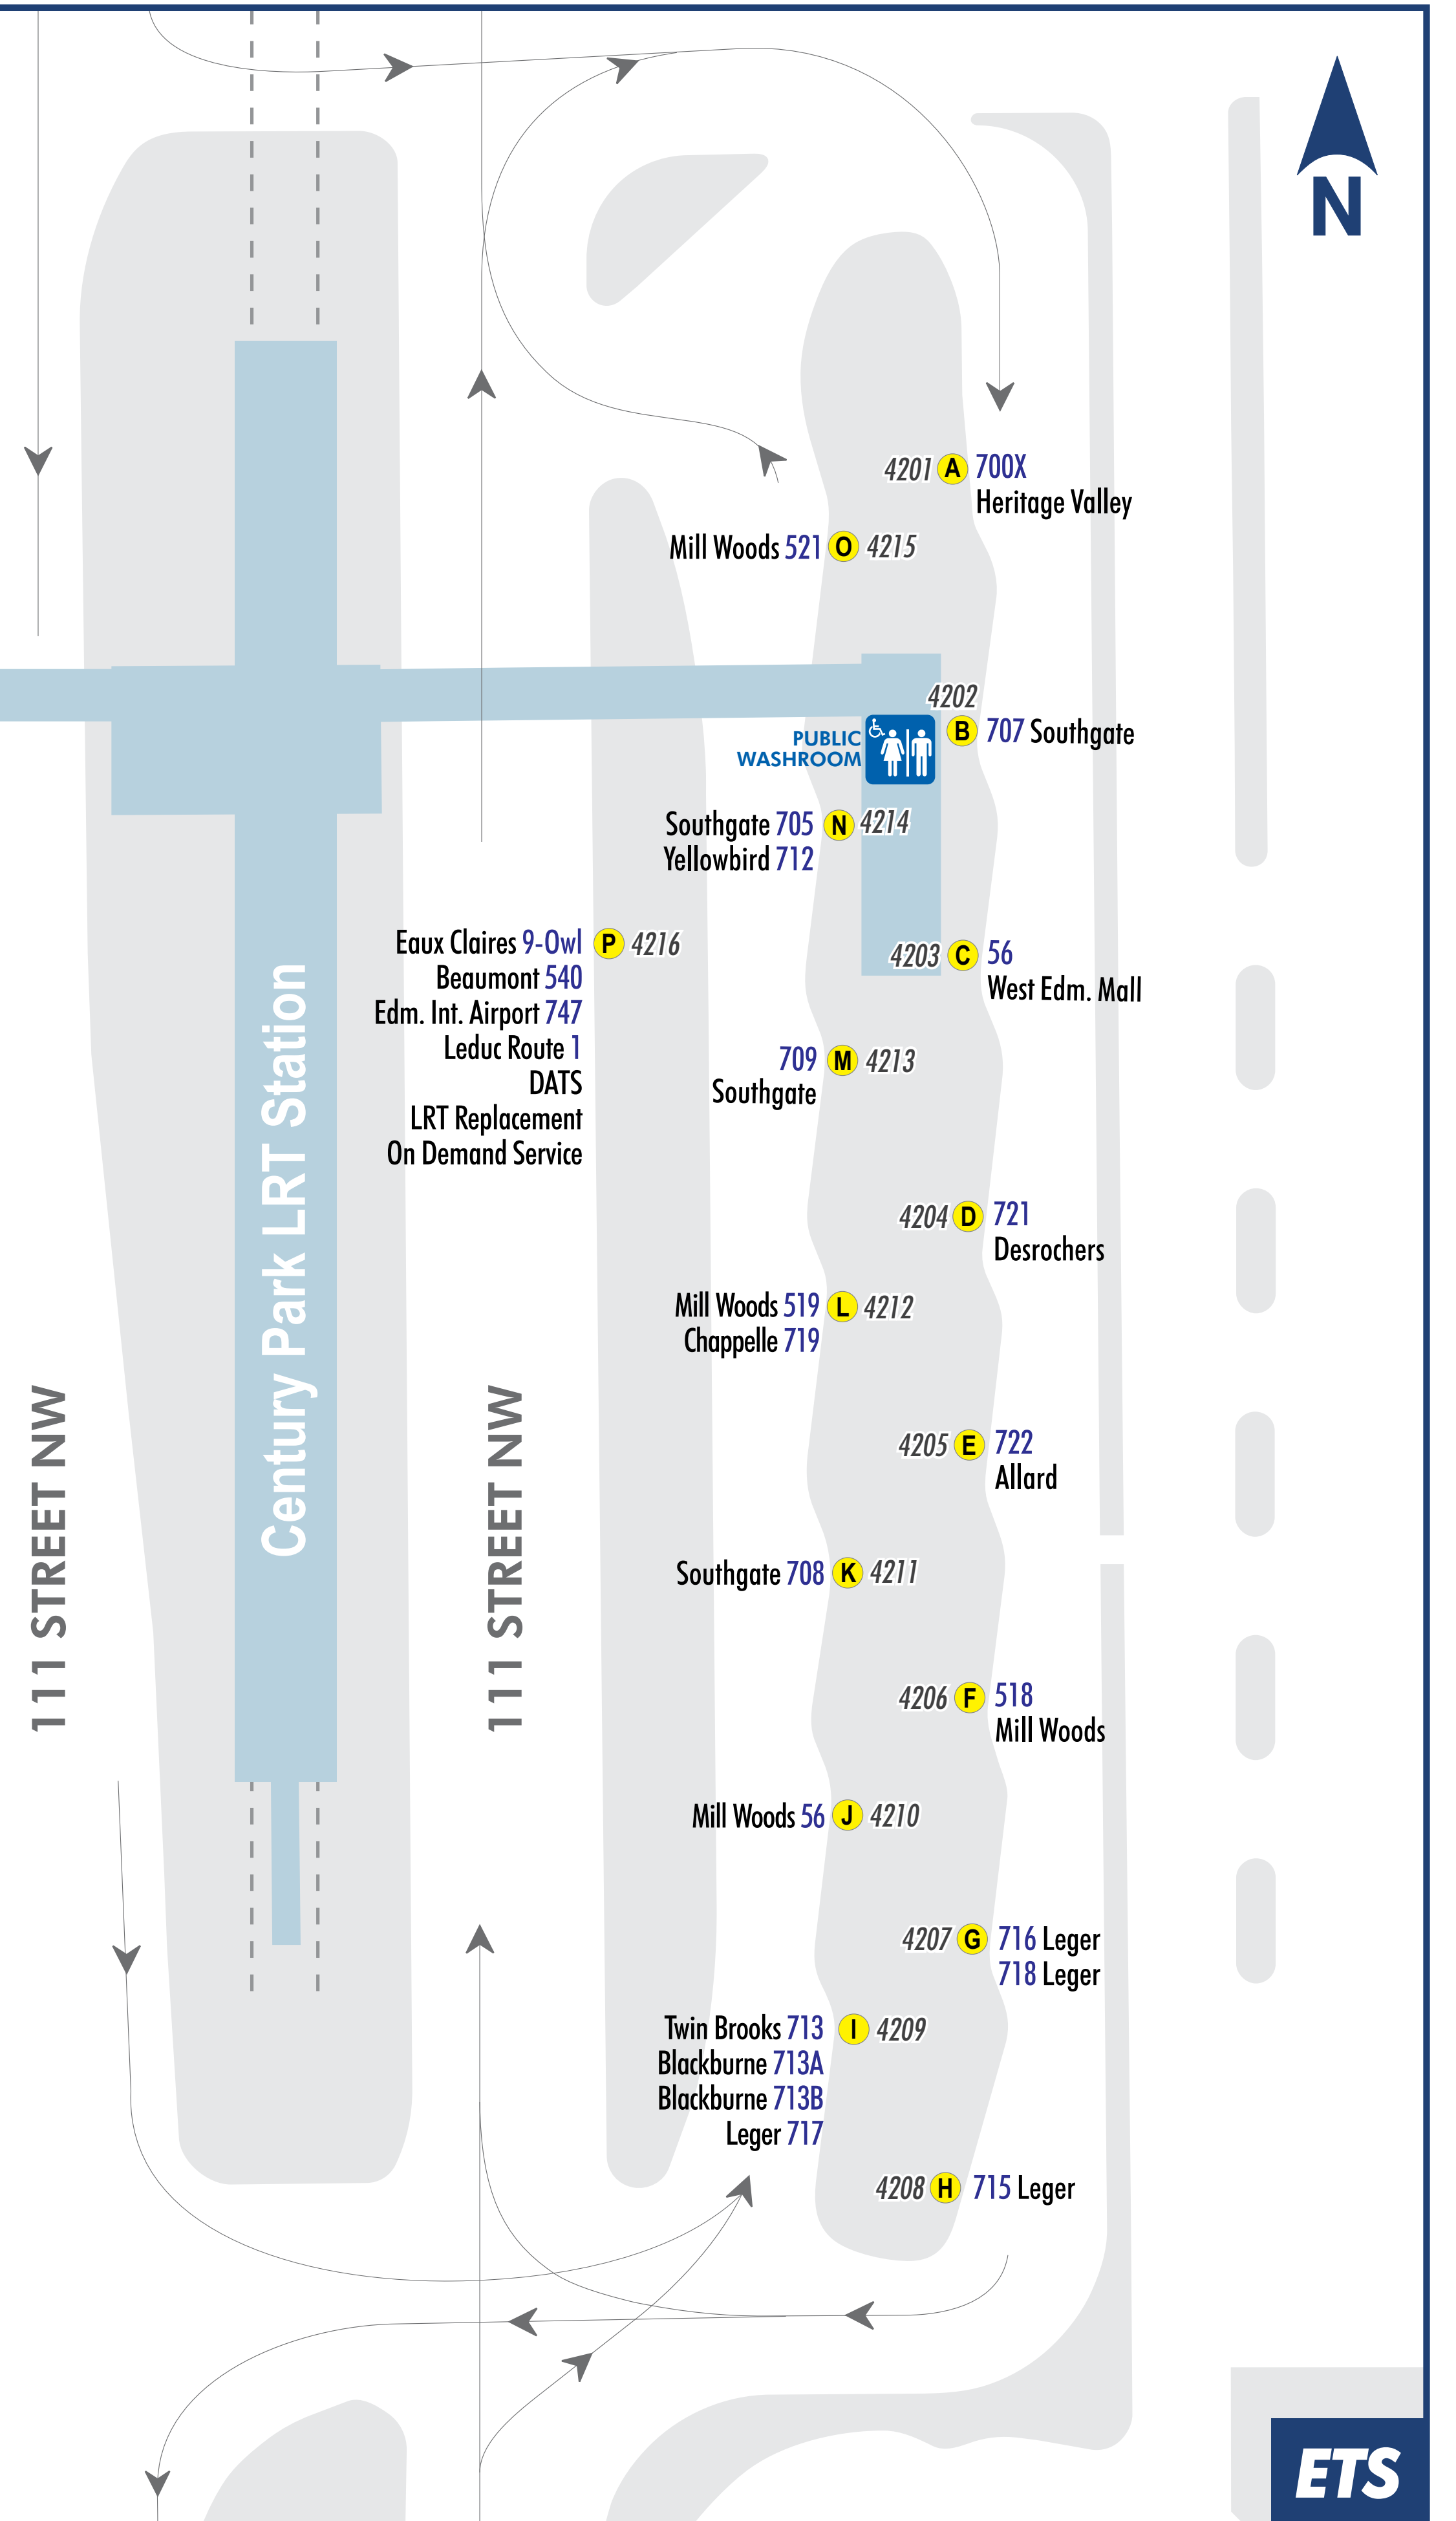 N
4201 A 700X
Heritage Valley
Mill Woods 521 O 4215
4202
B 707 Southgate
PUBLIC
WASHROOM
Southgate 705 N 4214
Yellowbird 712
Eaux Claires 9-Owl P 4216
Beaumont 540
Edm. Int. Airport 747
Leduc Route 1
DATS
LRT Replacement
On Demand Service
4203 C 56
West Edm. Mall
709 M 4213
Southgate
4204 D 721
Desrochers
Mill Woods 519 L 4212
Chappelle 719
Century Park LRT Station
111 STREET NW
111 STREET NW
4205 E 722
Allard
Southgate 708 K 4211
4206 F 518
Mill Woods
Mill Woods 56 J 4210
4207 G 716 Leger
718 Leger
Twin Brooks 713 I 4209
Blackburne 713A
Blackburne 713B
Leger 717
4208 H 715 Leger
ETS